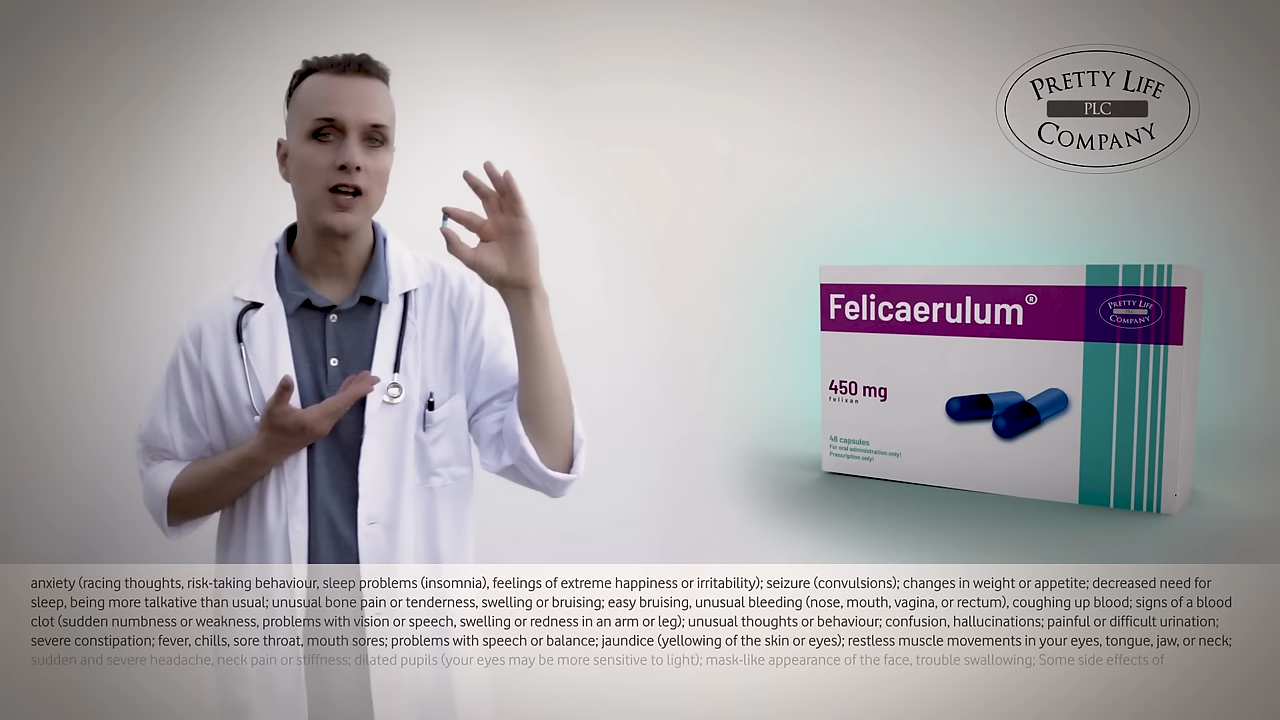 PRETTY LIFE
PLC
COMPANY
Felicaerulum®
PRETTY LIFE
PLC
COMPANY
450 mg
felixan
48 capsules
For oral administration only!
Prescription only!
anxiety (racing thoughts, risk-taking behaviour, sleep problems (insomnia), feelings of extreme happiness or irritability); seizure (convulsions); changes in weight or appetite; decreased need for
sleep, being more talkative than usual; unusual bone pain or tenderness, swelling or bruising; easy bruising, unusual bleeding (nose, mouth, vagina, or rectum), coughing up blood; signs of a blood
clot (sudden numbness or weakness, problems with vision or speech, swelling or redness in an arm or leg); unusual thoughts or behaviour; confusion, hallucinations; painful or difficult urination;
severe constipation; fever, chills, sore throat, mouth sores; problems with speech or balance; jaundice (yellowing of the skin or eyes); restless muscle movements in your eyes, tongue, jaw, or neck;
sudden and severe headache, neck pain or stiffness; dilated pupils (your eyes may be more sensitive to light); mask-like appearance of the face, trouble swallowing; Some side effects of